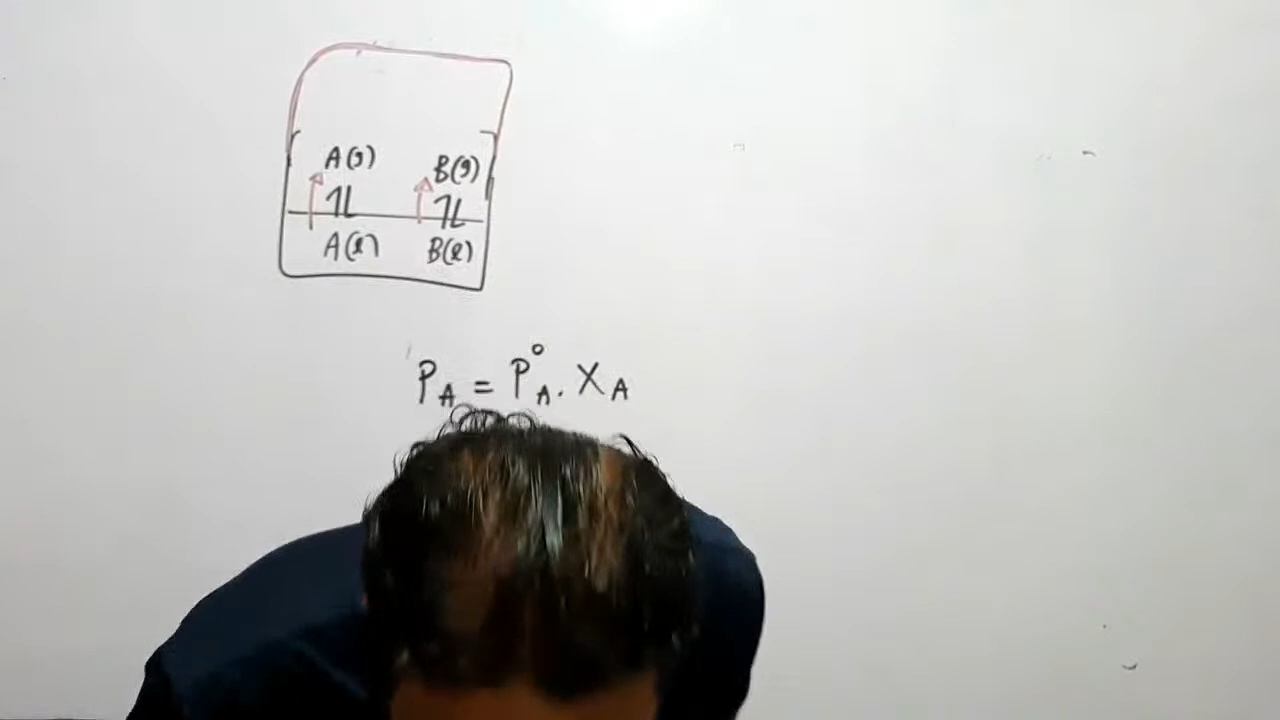 A(g) B(g)
⇌ ⇌
A(l) B(l)
P_A = P°_A . X_A